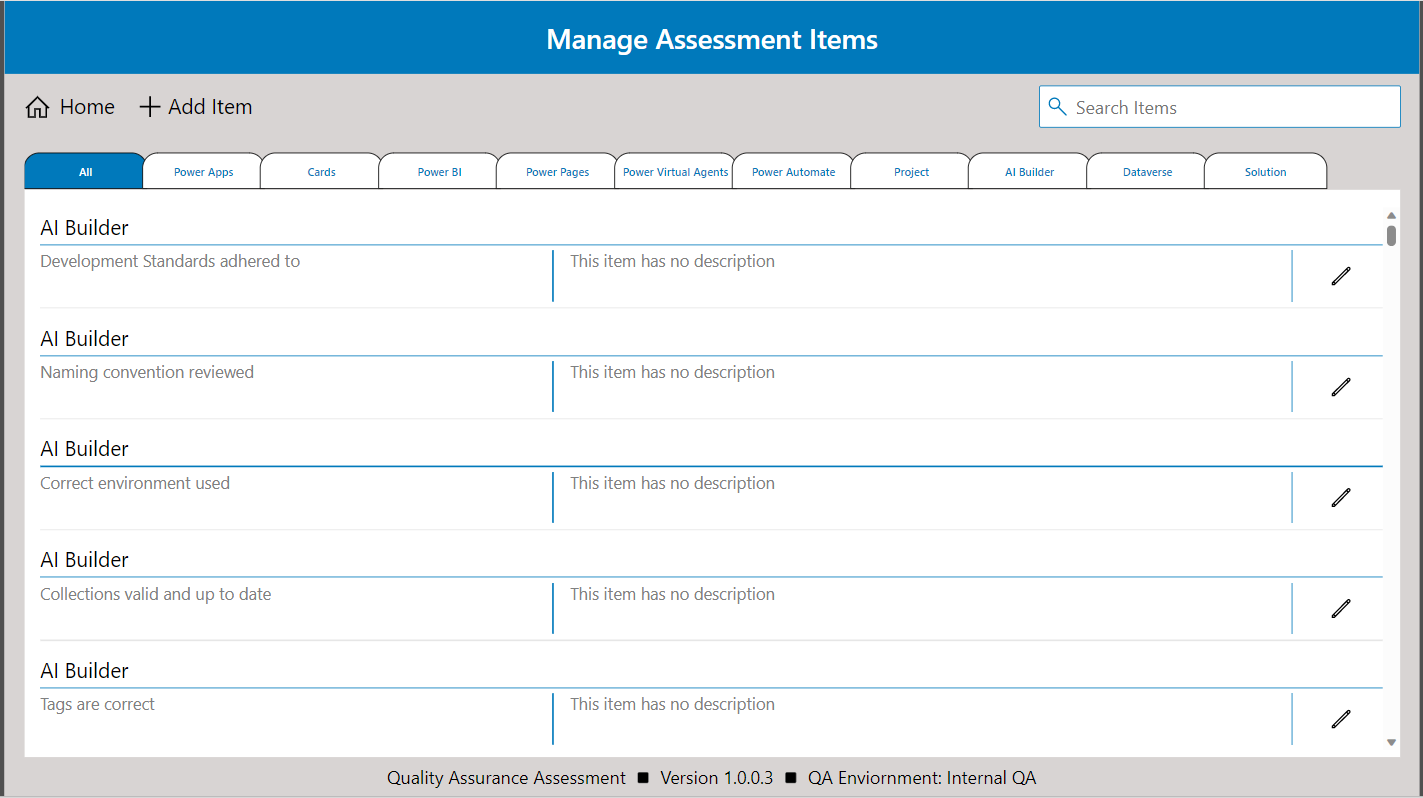 Manage Assessment Items
Home Add Item Search Items
All Power Apps Cards Power BI Power Pages Power Virtual Agents Power Automate Project AI Builder Dataverse Solution
AI Builder
Development Standards adhered to This item has no description
AI Builder
Naming convention reviewed This item has no description
AI Builder
Correct environment used This item has no description
AI Builder
Collections valid and up to date This item has no description
AI Builder
Tags are correct This item has no description
Quality Assurance Assessment ■ Version 1.0.0.3 ■ QA Enviornment: Internal QA